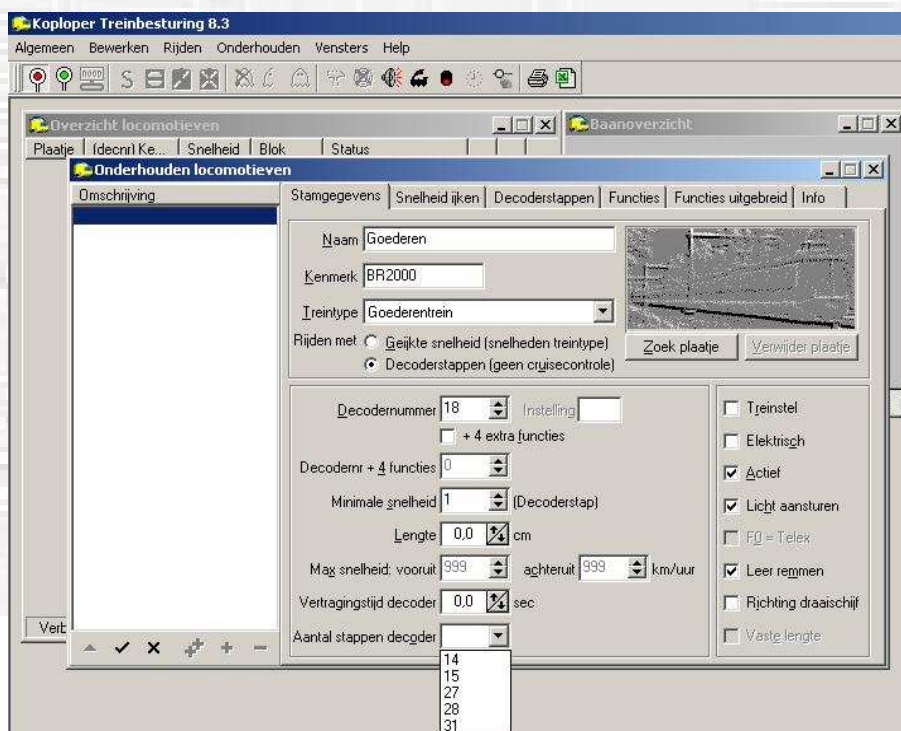 Koploper Treinbesturing 8.3
Algemeen Bewerken Rijden Onderhouden Vensters Help
NOOD
Overzicht locomotieven
Baanoverzicht
Plaatje (decnr) Ke... Snelheid Blok Status
Onderhouden locomotieven
Omschrijving
Stamgegevens Snelheid ijken Decoderstappen Functies Functies uitgebreid Info
Naam Goederen
Kenmerk BR2000
Treintype Goederentrein
Rijden met Geijkte snelheid (snelheden treintype)
Decoderstappen (geen cruisecontrole)
Zoek plaatje Verwijder plaatje
Decodernummer 18 Instelling
+ 4 extra functies
Decodernr + 4 functies 0
Minimale snelheid 1 (Decoderstap)
Lengte 0,0 cm
Max snelheid: vooruit 999 achteruit 999 km/uur
Vertragingstijd decoder 0,0 sec
Aantal stappen decoder
14
15
27
28
31
Treinstel
Elektrisch
Actief
Licht aansturen
F0 = Telex
Leer remmen
Richting draaischijf
Vaste lengte
Verb